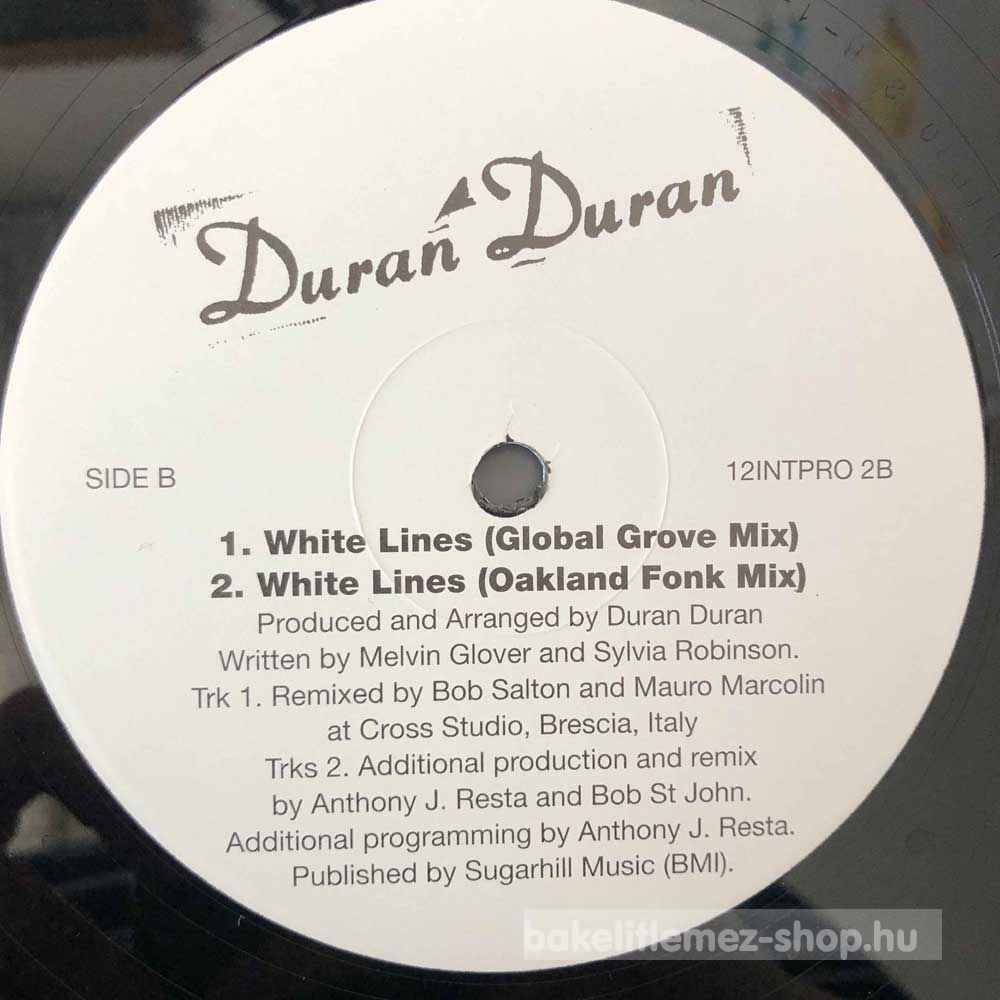 Duran Duran
SIDE B
12INTPRO 2B
1. White Lines (Global Grove Mix)
2. White Lines (Oakland Fonk Mix)
Produced and Arranged by Duran Duran
Written by Melvin Glover and Sylvia Robinson.
Trk 1. Remixed by Bob Salton and Mauro Marcolin
at Cross Studio, Brescia, Italy
Trks 2. Additional production and remix
by Anthony J. Resta and Bob St John.
Additional programming by Anthony J. Resta.
Published by Sugarhill Music (BMI).
bakelitlemez-shop.hu